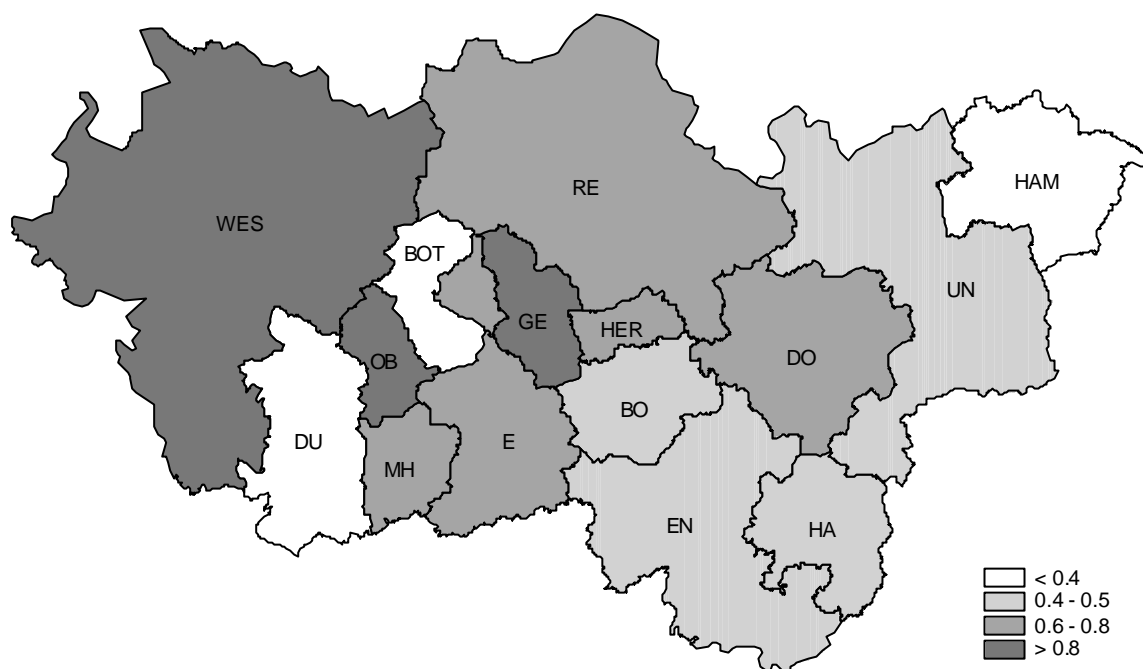 RE
HAM
WES
BOT
UN
GE
HER
OB
DO
BO
DU
E
MH
EN
HA
< 0.4
0.4 - 0.5
0.6 - 0.8
> 0.8